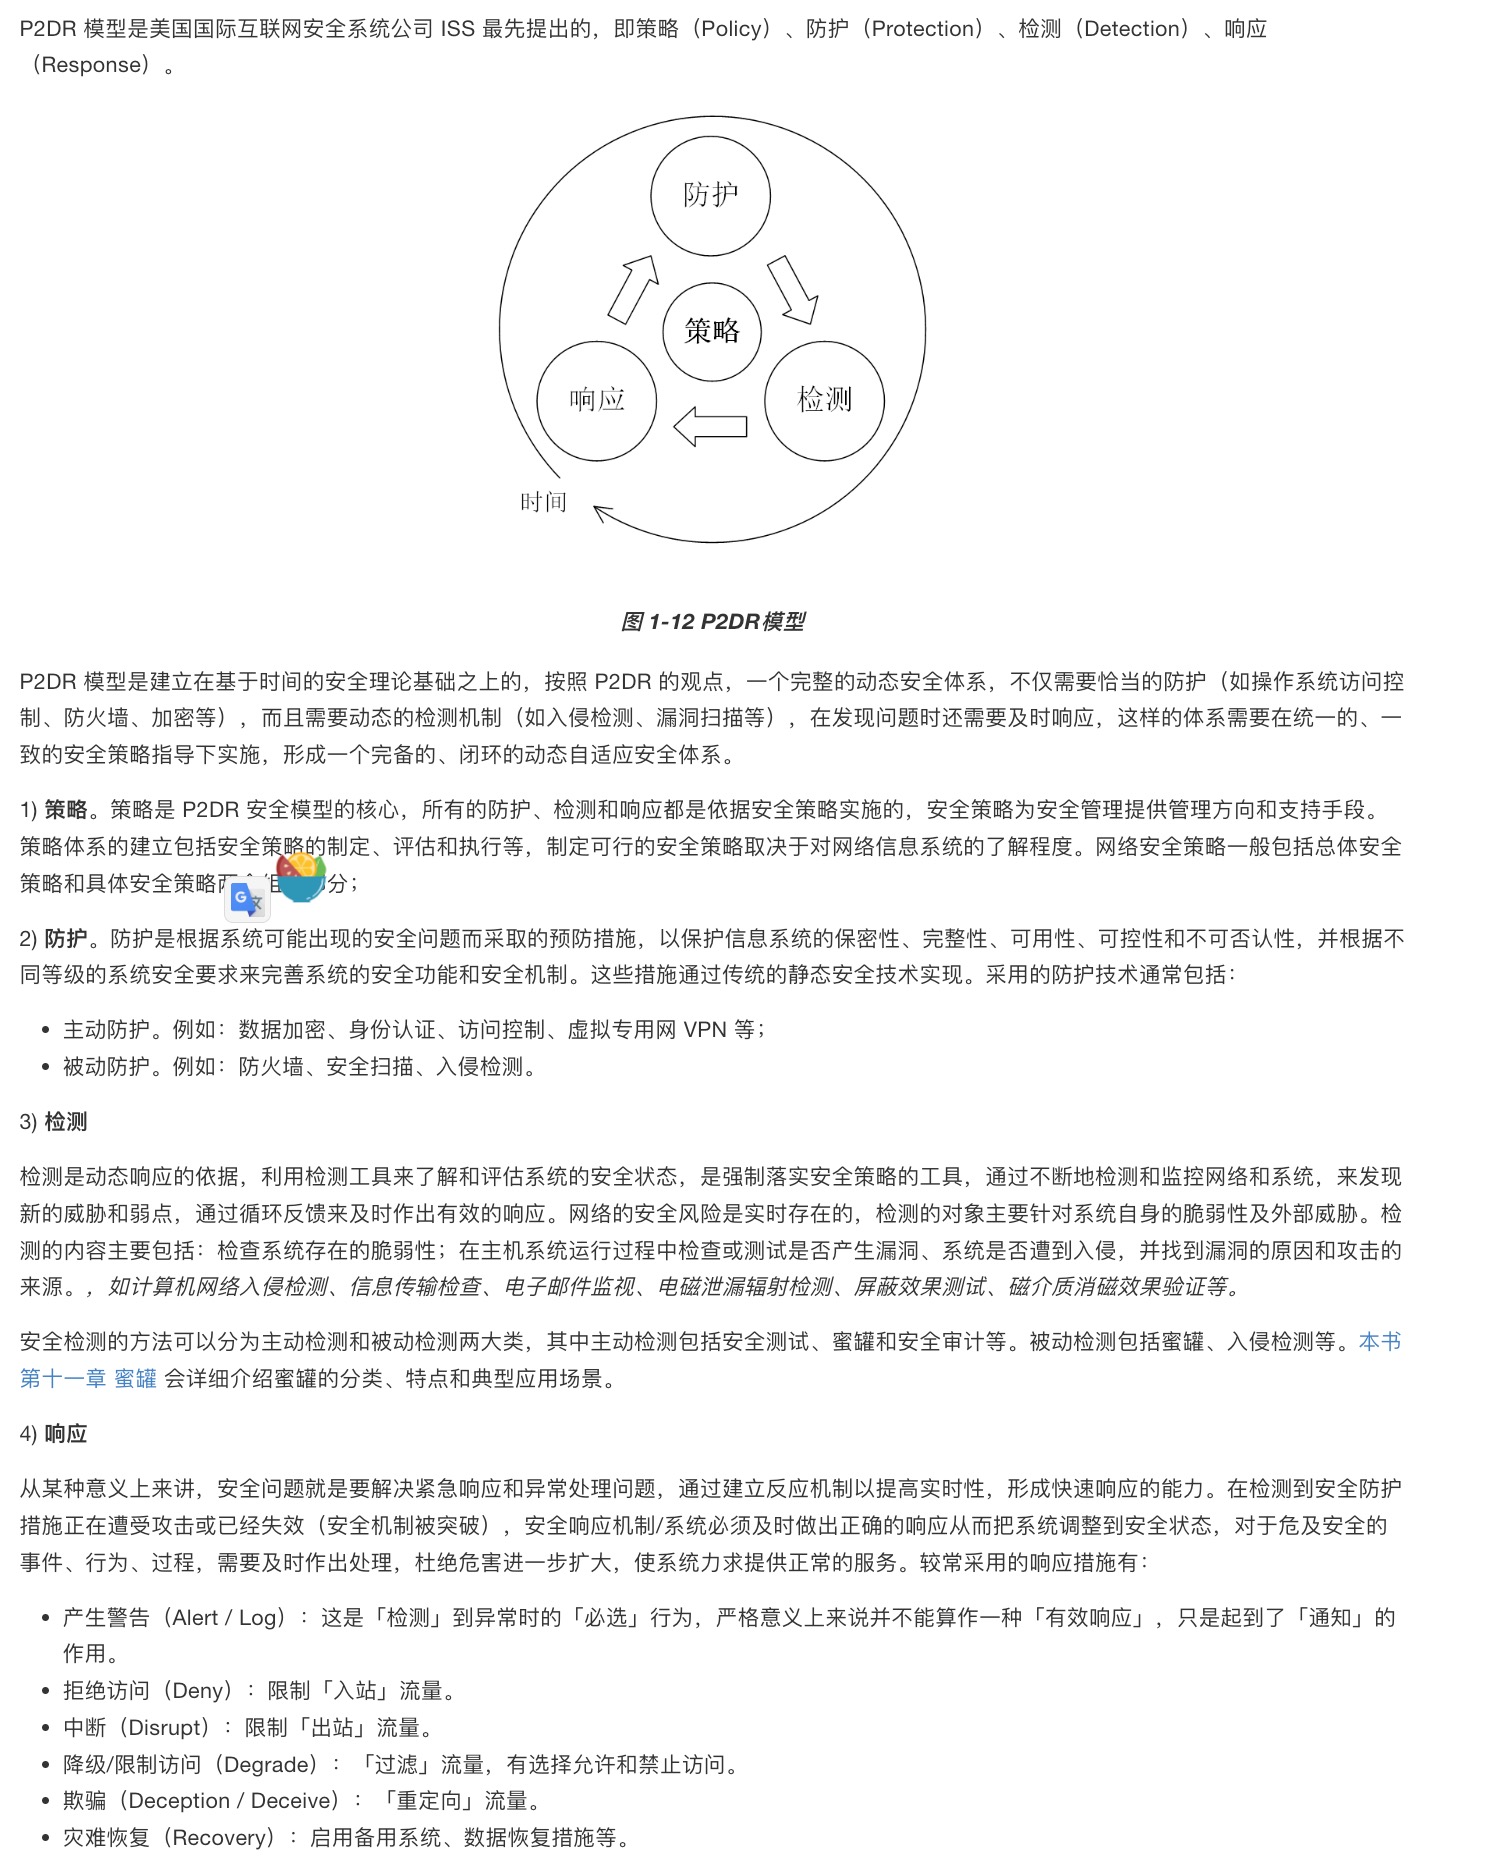 P2DR 模型是美国国际互联网安全系统公司 ISS 最先提出的，即策略（Policy）、防护（Protection）、检测（Detection）、响应
（Response）。
防护
策略
响应
检测
时间
图 1-12 P2DR模型
P2DR 模型是建立在基于时间的安全理论基础之上的，按照 P2DR 的观点，一个完整的动态安全体系，不仅需要恰当的防护（如操作系统访问控
制、防火墙、加密等），而且需要动态的检测机制（如入侵检测、漏洞扫描等），在发现问题时还需要及时响应，这样的体系需要在统一的、一
致的安全策略指导下实施，形成一个完备的、闭环的动态自适应安全体系。
1) 策略。策略是 P2DR 安全模型的核心，所有的防护、检测和响应都是依据安全策略实施的，安全策略为安全管理提供管理方向和支持手段。
策略体系的建立包括安全策略的制定、评估和执行等，制定可行的安全策略取决于对网络信息系统的了解程度。网络安全策略一般包括总体安全
策略和具体安全策略 分；
2) 防护。防护是根据系统可能出现的安全问题而采取的预防措施，以保护信息系统的保密性、完整性、可用性、可控性和不可否认性，并根据不
同等级的系统安全要求来完善系统的安全功能和安全机制。这些措施通过传统的静态安全技术实现。采用的防护技术通常包括：
• 主动防护。例如：数据加密、身份认证、访问控制、虚拟专用网 VPN 等；
• 被动防护。例如：防火墙、安全扫描、入侵检测。
3) 检测
检测是动态响应的依据，利用检测工具来了解和评估系统的安全状态，是强制落实安全策略的工具，通过不断地检测和监控网络和系统，来发现
新的威胁和弱点，通过循环反馈来及时作出有效的响应。网络的安全风险是实时存在的，检测的对象主要针对系统自身的脆弱性及外部威胁。检
测的内容主要包括：检查系统存在的脆弱性；在主机系统运行过程中检查或测试是否产生漏洞、系统是否遭到入侵，并找到漏洞的原因和攻击的
来源。，如计算机网络入侵检测、信息传输检查、电子邮件监视、电磁泄漏辐射检测、屏蔽效果测试、磁介质消磁效果验证等。
安全检测的方法可以分为主动检测和被动检测两大类，其中主动检测包括安全测试、蜜罐和安全审计等。被动检测包括蜜罐、入侵检测等。本书
第十一章 蜜罐 会详细介绍蜜罐的分类、特点和典型应用场景。
4) 响应
从某种意义上来讲，安全问题就是要解决紧急响应和异常处理问题，通过建立反应机制以提高实时性，形成快速响应的能力。在检测到安全防护
措施正在遭受攻击或已经失效（安全机制被突破），安全响应机制/系统必须及时做出正确的响应从而把系统调整到安全状态，对于危及安全的
事件、行为、过程，需要及时作出处理，杜绝危害进一步扩大，使系统力求提供正常的服务。较常采用的响应措施有：
• 产生警告（Alert / Log）：这是「检测」到异常时的「必选」行为，严格意义上来说并不能算作一种「有效响应」，只是起到了「通知」的
作用。
• 拒绝访问（Deny）：限制「入站」流量。
• 中断（Disrupt）：限制「出站」流量。
• 降级/限制访问（Degrade）：「过滤」流量，有选择允许和禁止访问。
• 欺骗（Deception / Deceive）：「重定向」流量。
• 灾难恢复（Recovery）：启用备用系统、数据恢复措施等。